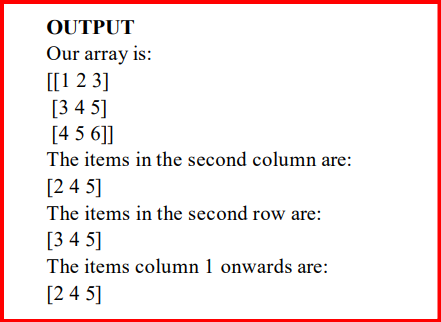 OUTPUT
Our array is:
[[1 2 3]
[3 4 5]
[4 5 6]]
The items in the second column are:
[2 4 5]
The items in the second row are:
[3 4 5]
The items column 1 onwards are:
[2 4 5]